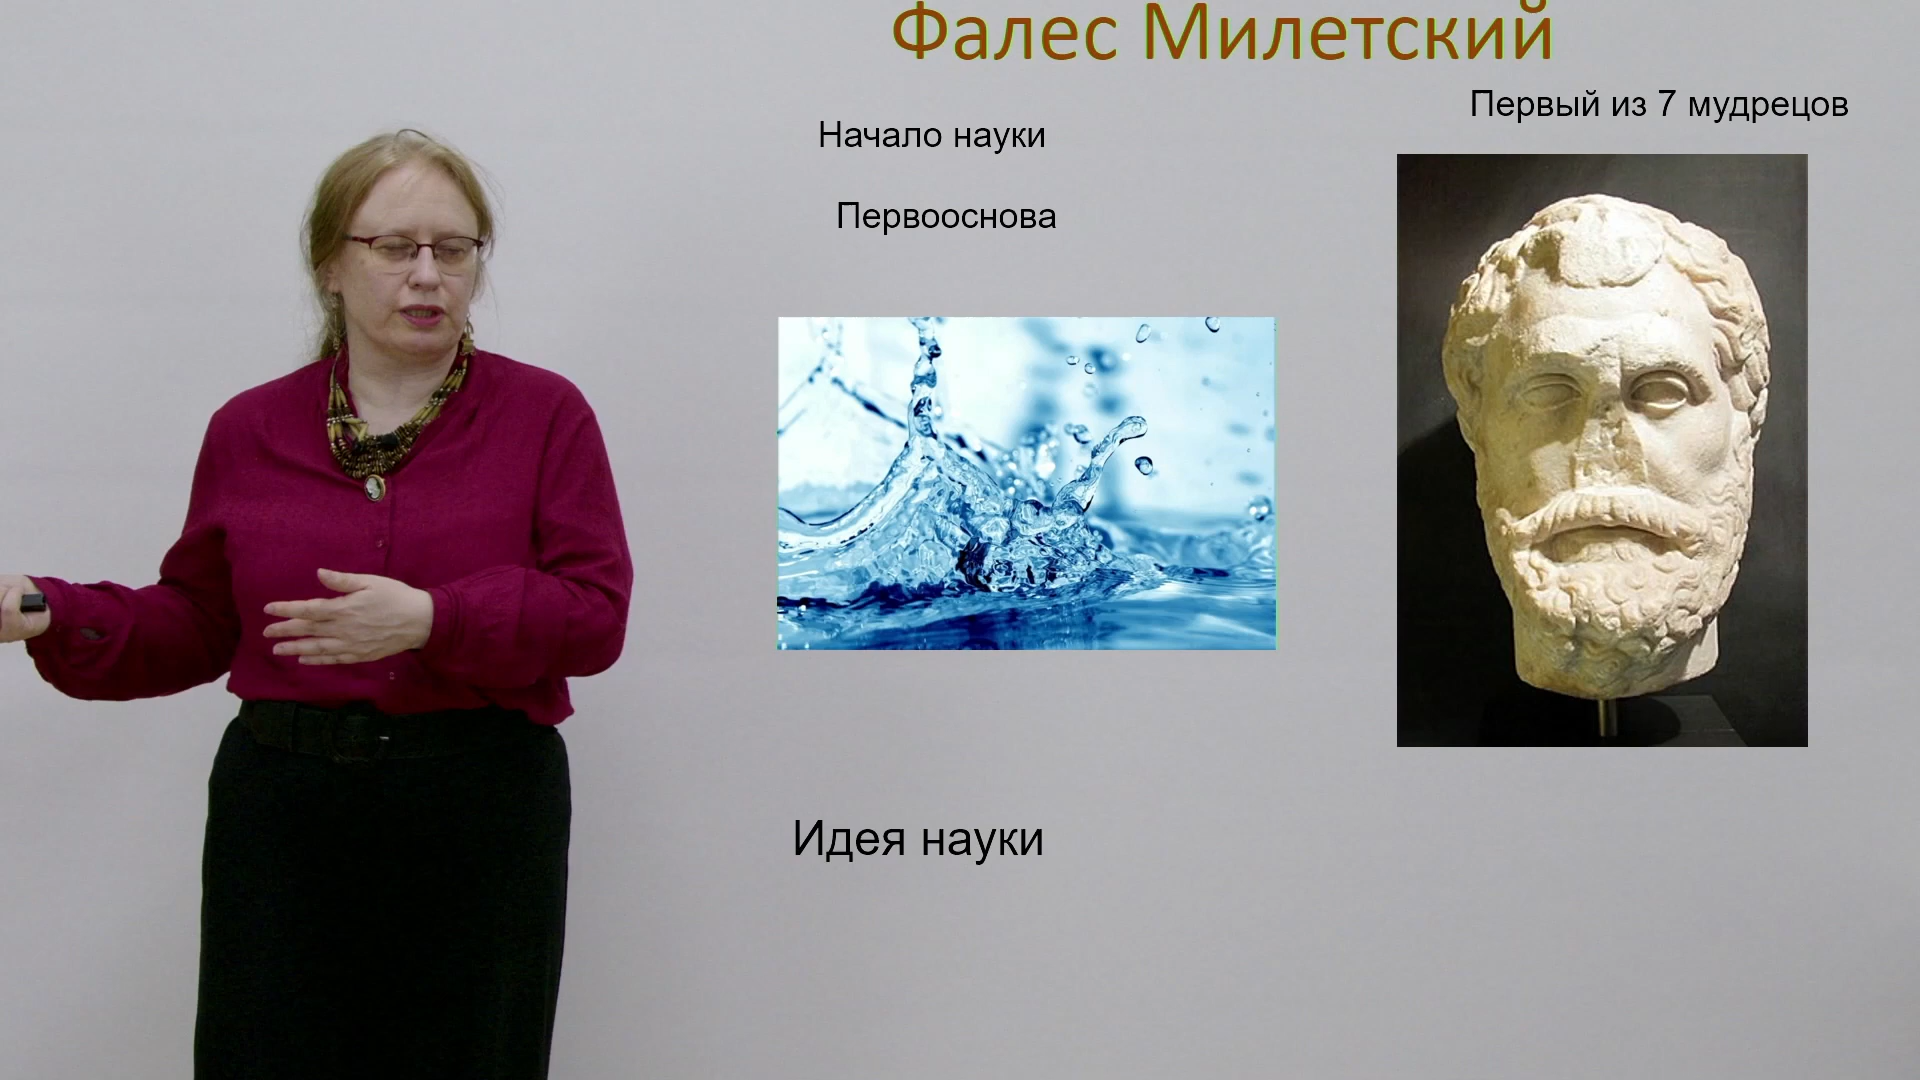 Фалес Милетский
Первый из 7 мудрецов
Начало науки
Первооснова
Идея науки